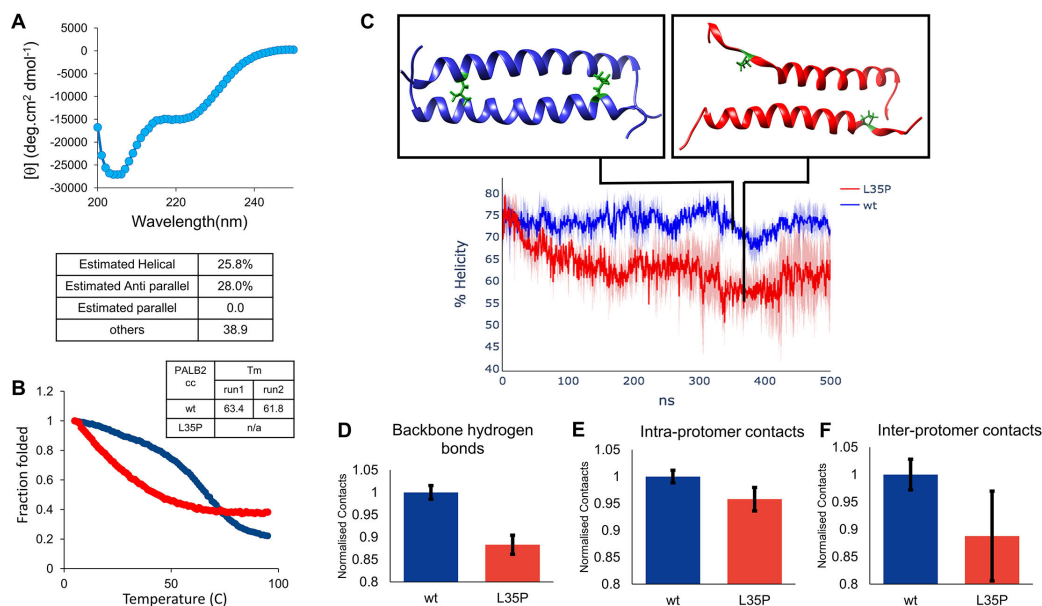 A
5000
0
-5000
-10000
-15000
-20000
-25000
-30000
[θ] (deg.cm² dmol⁻¹)
200 220 240
Wavelength(nm)
Estimated Helical 25.8%
Estimated Anti parallel 28.0%
Estimated parallel 0.0
others 38.9
B
PALB2 cc Tm
run1 run2
wt 63.4 61.8
L35P n/a
1.2
1
0.8
0.6
0.4
0.2
0
Fraction folded
0 50 100
Temperature (C)
C
L35P
wt
80
75
70
65
60
55
50
45
40
% Helicity
0 100 200 300 400 500
ns
D
Backbone hydrogen
bonds
1.05
1
0.95
0.9
0.85
0.8
Normalised Contacts
wt L35P
E
Intra-protomer contacts
1.05
1
0.95
0.9
0.85
0.8
Normalised Contaacts
wt L35P
F
Inter-protomer contacts
1.05
1
0.95
0.9
0.85
0.8
Normalised Contacts
wt L35P